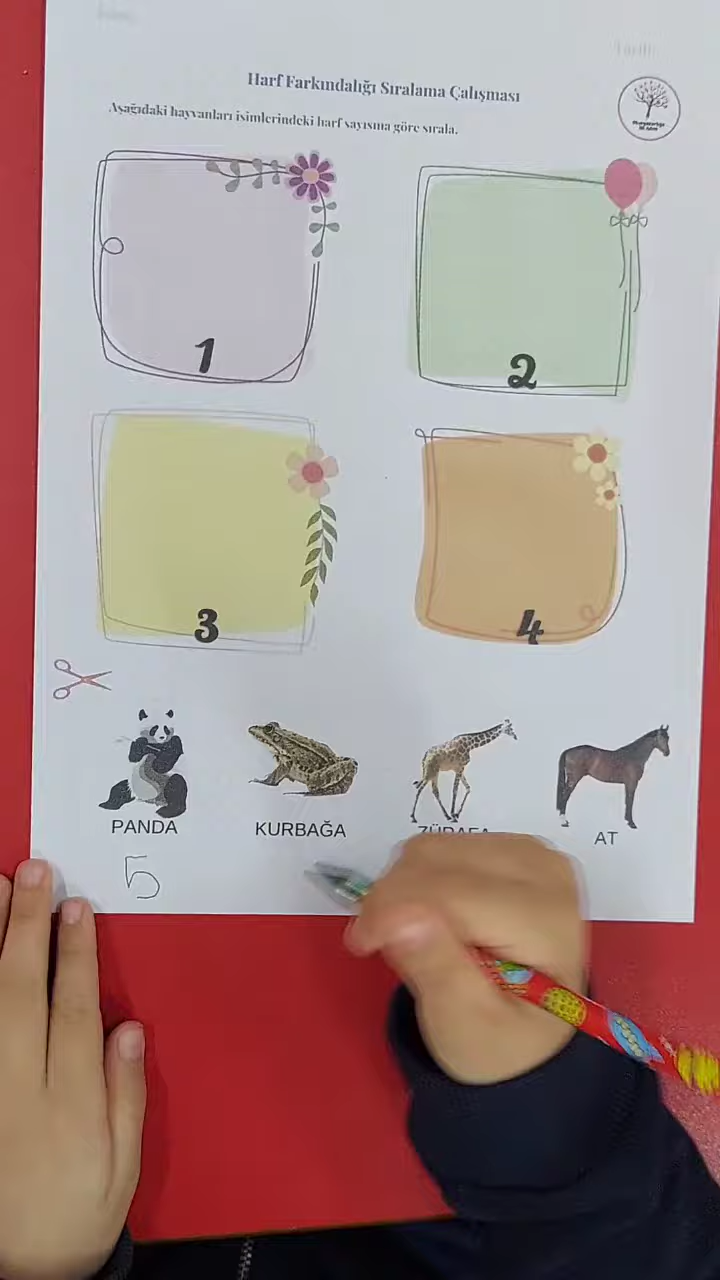 Harf Farkındalığı Sıralama Çalışması
Aşağıdaki hayvanları isimlerindeki harf sayısına göre sırala.
1
2
3
4
PANDA
KURBAĞA
ZÜRAFA
AT
5